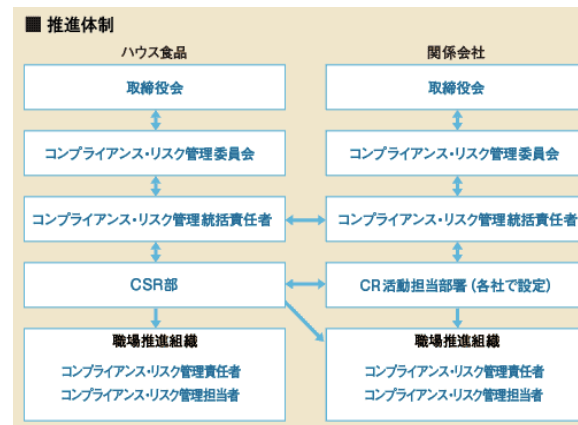 ■ 推進体制
ハウス食品
取締役会
コンプライアンス・リスク管理委員会
コンプライアンス・リスク管理統括責任者
CSR部
職場推進組織
コンプライアンス・リスク管理責任者
コンプライアンス・リスク管理担当者
関係会社
取締役会
コンプライアンス・リスク管理委員会
コンプライアンス・リスク管理統括責任者
CR活動担当部署(各社で設定)
職場推進組織
コンプライアンス・リスク管理責任者
コンプライアンス・リスク管理担当者